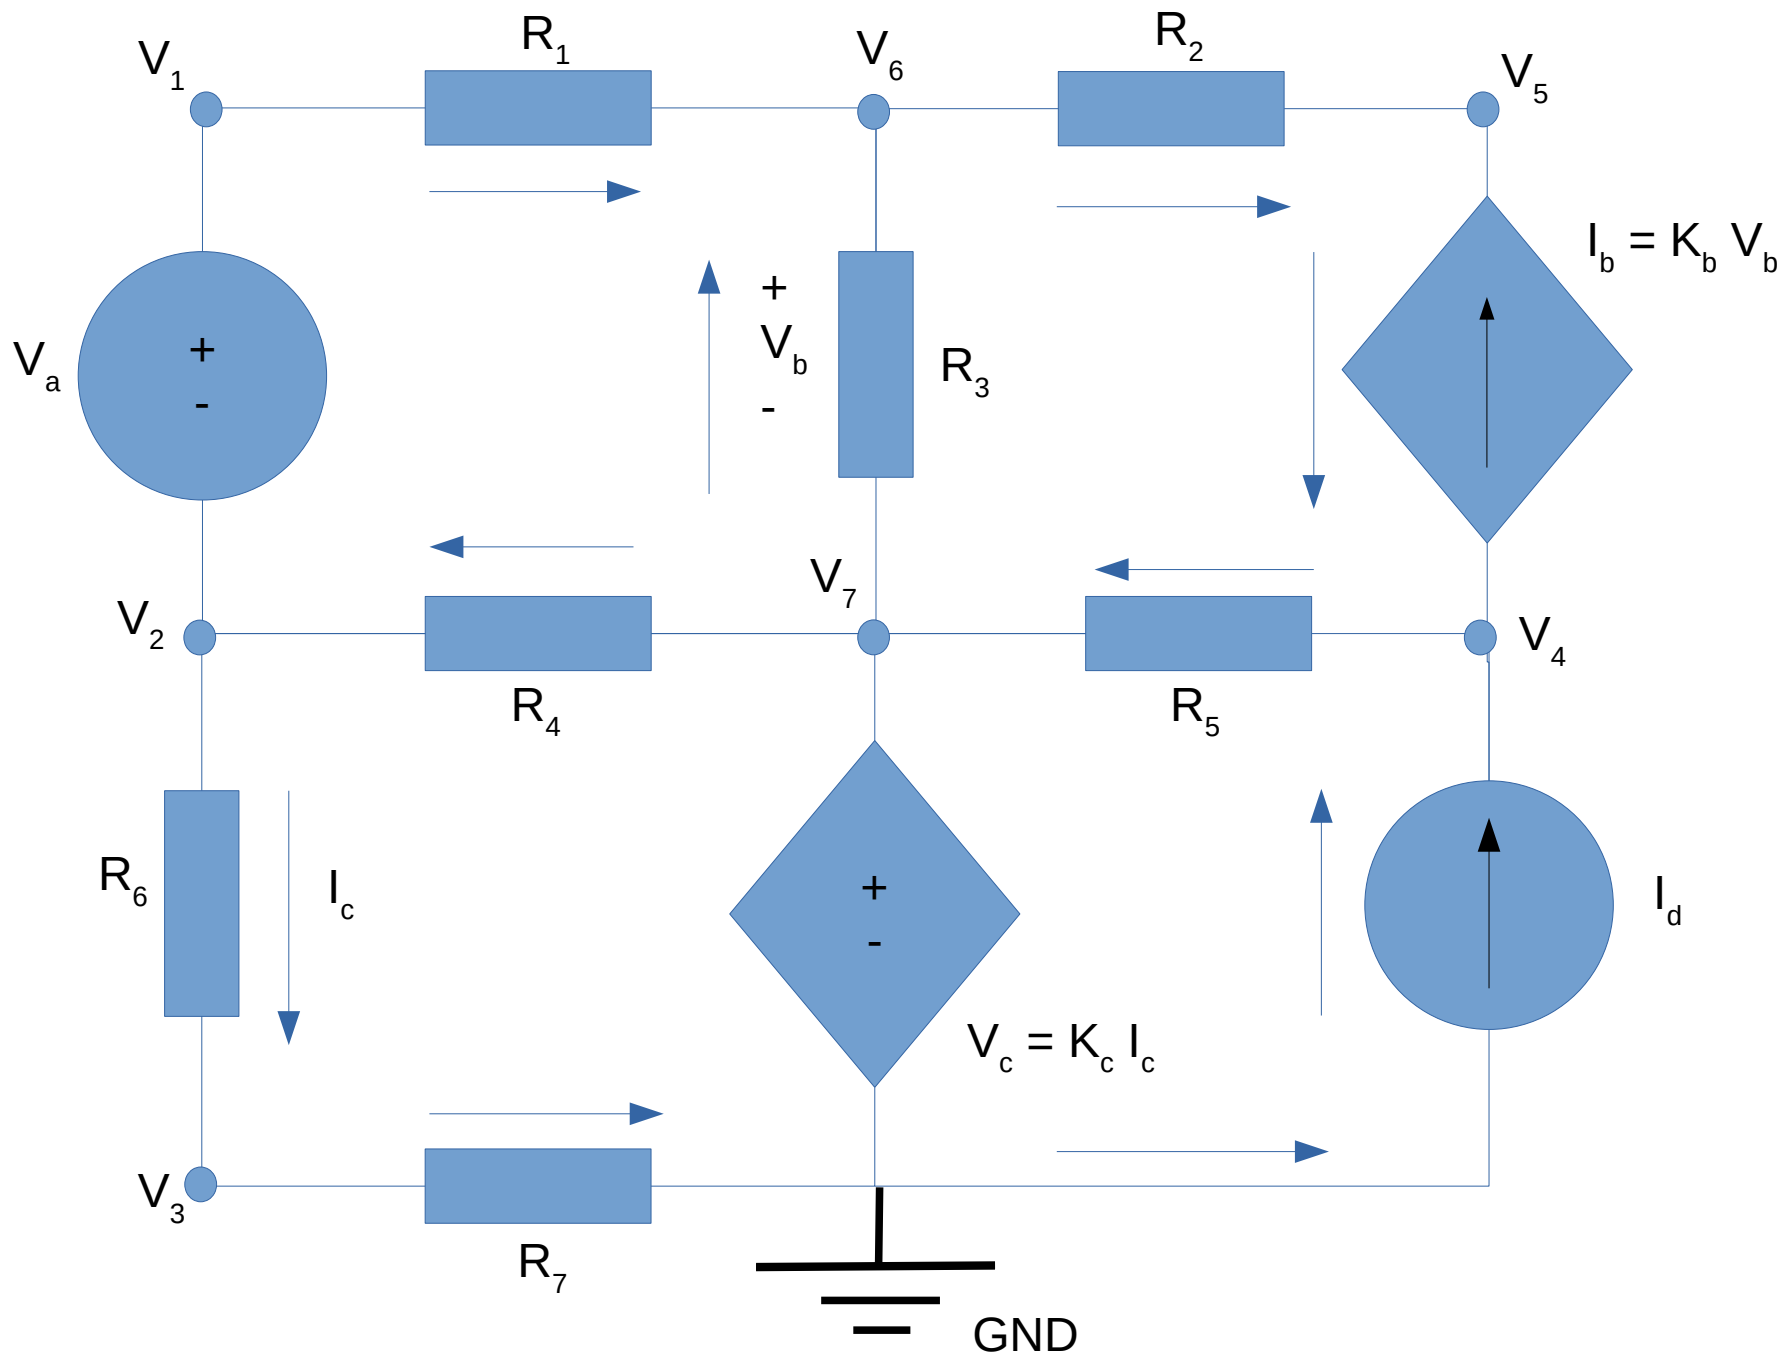 V1
R1
V6
R2
V5
Ib = Kb Vb
Va
+
-
+
Vb
-
R3
V2
R4
V7
R5
V4
R6
Ic
+
-
Id
Vc = Kc Ic
V3
R7
GND